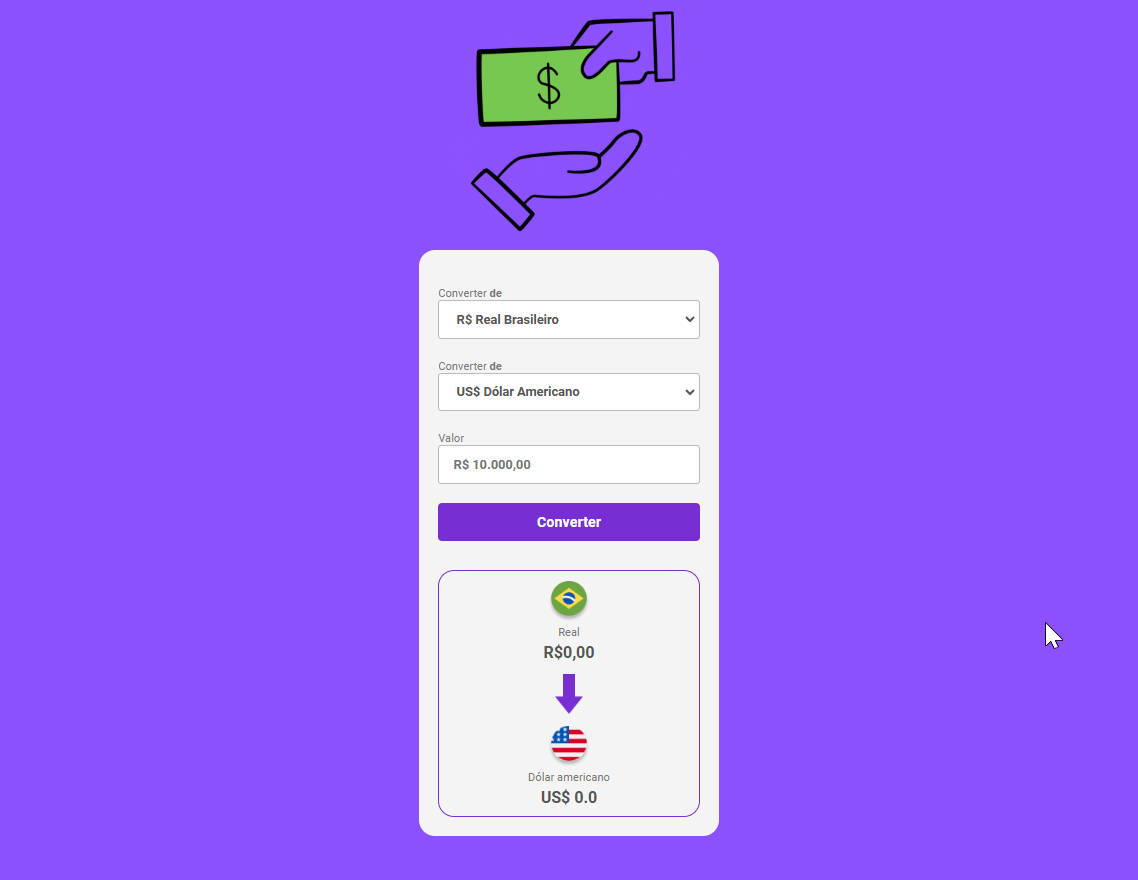 $
Converter de
R$ Real Brasileiro
Converter de
US$ Dólar Americano
Valor
R$ 10.000,00
Converter
Real
R$0,00
Dólar americano
US$ 0.0